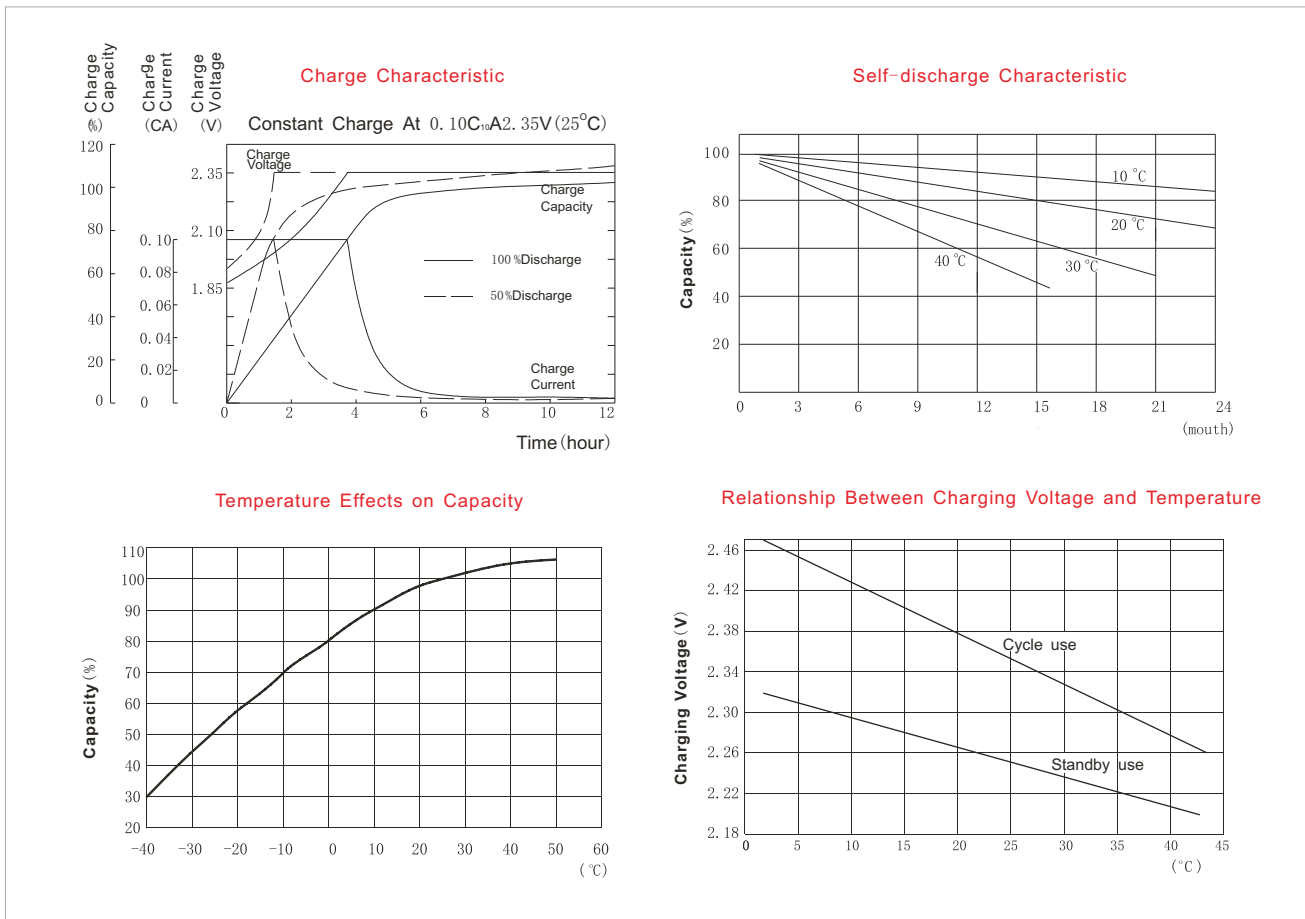 Charge Characteristic
Charge
Capacity
(%)
Charge
Current
(CA)
Charge
Voltage
(V)
Constant Charge At 0.10C₁₀A2.35V(25°C)
120
100
80
60
40
20
0
0.10
0.08
0.06
0.04
0.02
0
2.35
2.10
1.85
Charge
Voltage
Charge
Capacity
100%Discharge
50%Discharge
Charge
Current
0 2 4 6 8 10 12
Time(hour)
Self-discharge Characteristic
Capacity(%)
100
80
60
40
20
10 °C
20 °C
30 °C
40 °C
0 3 6 9 12 15 18 21 24
(mouth)
Temperature Effects on Capacity
Capacity(%)
110
100
90
80
70
60
50
40
30
20
-40 -30 -20 -10 0 10 20 30 40 50 60
(°C)
Relationship Between Charging Voltage and Temperature
Charging Voltage(V)
2.46
2.42
2.38
2.34
2.30
2.26
2.22
2.18
Cycle use
Standby use
0 5 10 15 20 25 30 35 40 45
(°C)